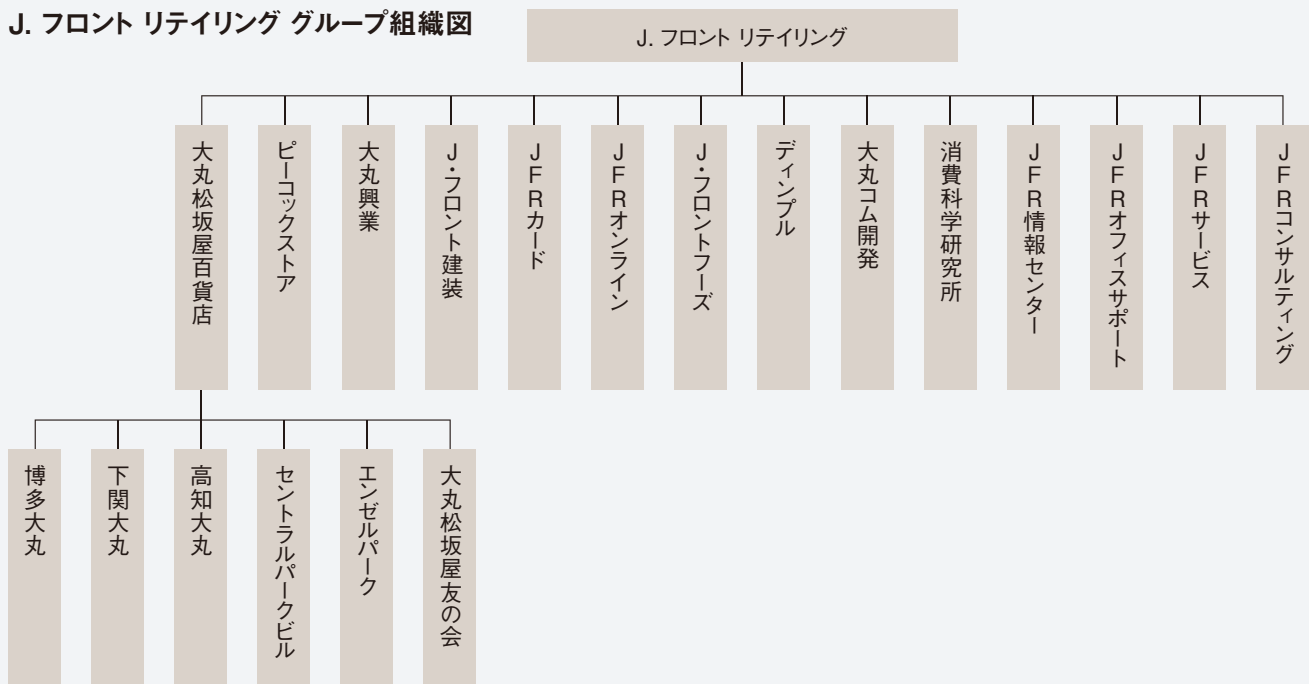 J. フロント リテイリング グループ組織図
J. フロント リテイリング
大丸松坂屋百貨店
ピーコックストア
大丸興業
J・フロント建装
JFRカード
JFRオンライン
J・フロントフーズ
ディンプル
大丸コム開発
消費科学研究所
JFR情報センター
JFRオフィスサポート
JFRサービス
JFRコンサルティング
博多大丸
下関大丸
高知大丸
セントラルパークビル
エンゼルパーク
大丸松坂屋友の会